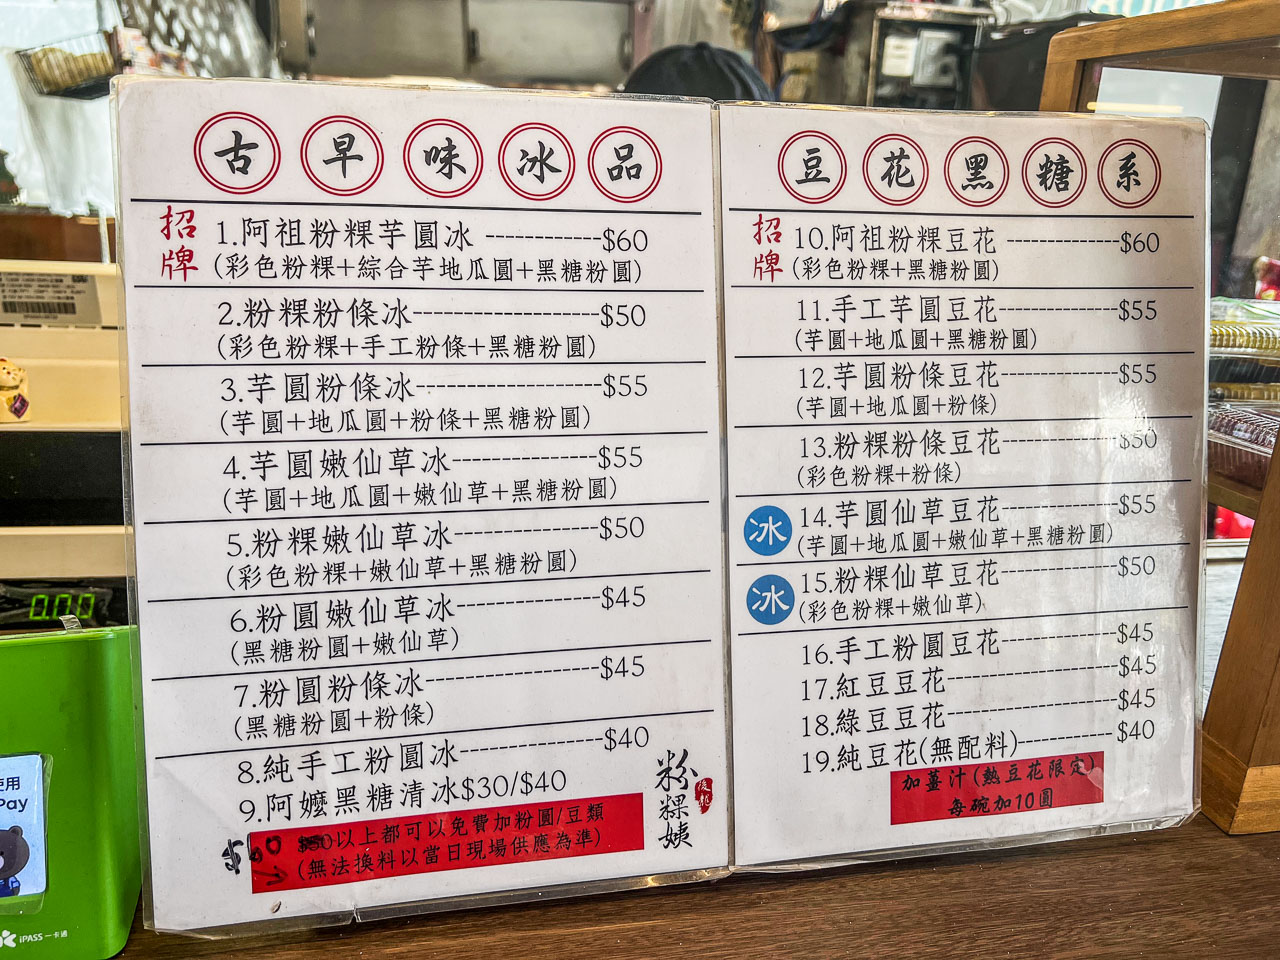 古早味冰品
招牌
1.阿祖粉粿芋圓冰 ------------$60
(彩色粉粿+綜合芋地瓜圓+黑糖粉圓)
2.粉粿粉條冰-------------------$50
(彩色粉粿+手工粉條+黑糖粉圓)
3.芋圓粉條冰-------------------$55
(芋圓+地瓜圓+粉條+黑糖粉圓)
4.芋圓嫩仙草冰---------------$55
(芋圓+地瓜圓+嫩仙草+黑糖粉圓)
5.粉粿嫩仙草冰---------------$50
(彩色粉粿+嫩仙草+黑糖粉圓)
6.粉圓嫩仙草冰---------------$45
(黑糖粉圓+嫩仙草)
7.粉圓粉條冰------------------$45
(黑糖粉圓+粉條)
8.純手工粉圓冰---------------$40
9.阿嬤黑糖清冰$30/$40
$60以上都可以免費加粉圓/豆類
(無法換料以當日現場供應為準)
粉粿姨
後龍
豆花黑糖系
招牌
10.阿祖粉粿豆花 --------------$60
(彩色粉粿+黑糖粉圓)
11.手工芋圓豆花---------------$55
(芋圓+地瓜圓+黑糖粉圓)
12.芋圓粉條豆花---------------$55
(芋圓+地瓜圓+粉條)
13.粉粿粉條豆花---------------$50
(彩色粉粿+粉條)
冰
14.芋圓仙草豆花---------------$55
(芋圓+地瓜圓+嫩仙草+黑糖粉圓)
冰
15.粉粿仙草豆花---------------$50
(彩色粉粿+嫩仙草)
16.手工粉圓豆花---------------$45
17.紅豆豆花---------------------$45
18.綠豆豆花---------------------$45
19.純豆花(無配料)------------$40
加薑汁(熱豆花限定)
每碗加10圓
0.00
使用
Pay
iPASS 一卡通